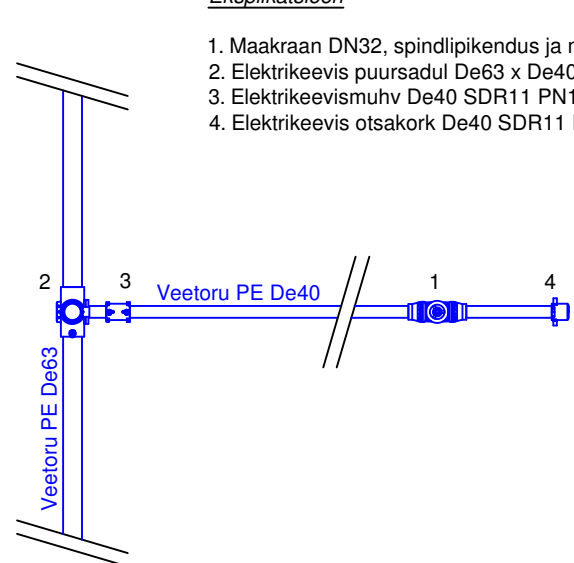 Eksplikatsioon
1. Maakraan DN32, spindlipikendus ja
2. Elektrikeevis puursadul De63 x De40
3. Elektrikeevismuhv De40 SDR11
4. Elektrikeevis otsakork De40 SDR11
2
3
Veetoru PE De40
1
4
Veetoru PE De63